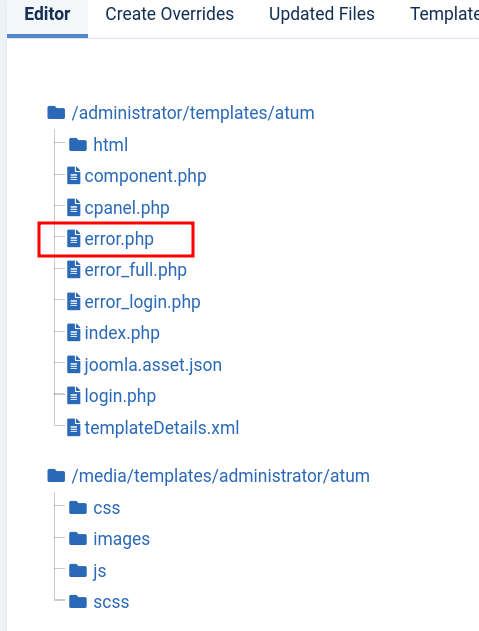 Editor Create Overrides Updated Files Template
/administrator/templates/atum
html
component.php
cpanel.php
error.php
error_full.php
error_login.php
index.php
joomla.asset.json
login.php
templateDetails.xml
/media/templates/administrator/atum
css
images
js
scss